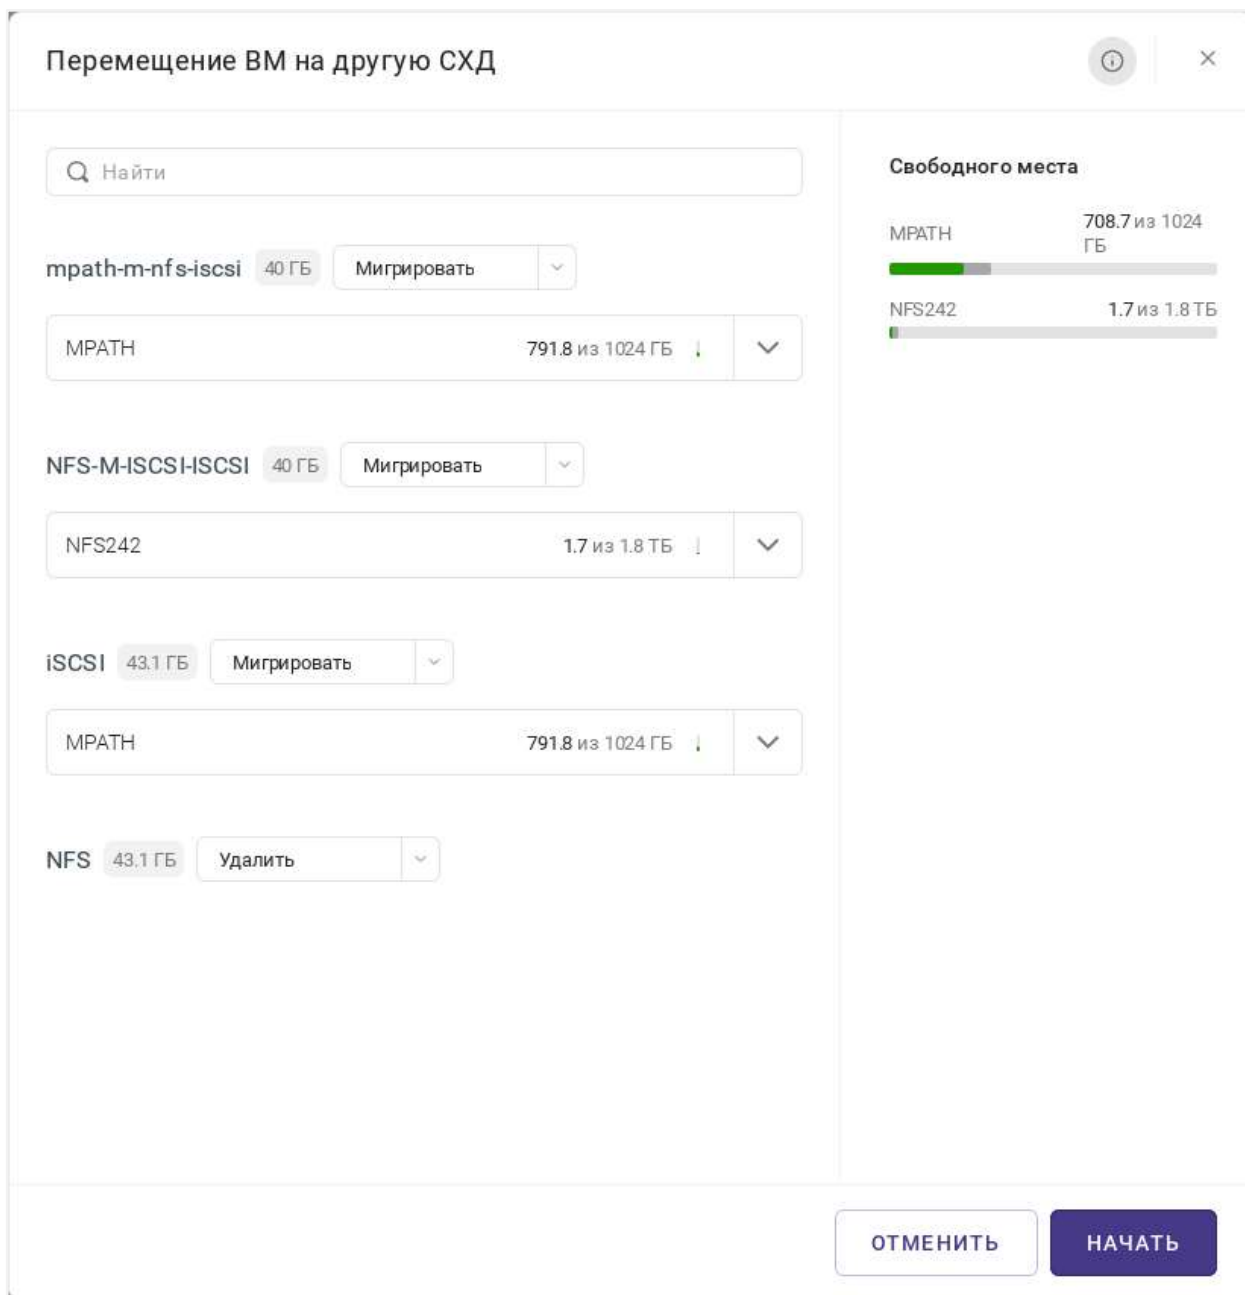 Перемещение ВМ на другую СХД
Найти
mpath-m-nfs-iscsi 40 ГБ Мигрировать
MPATH 791.8 из 1024 ГБ
NFS-M-ISCSI-ISCSI 40 ГБ Мигрировать
NFS242 1.7 из 1.8 ТБ
iSCSI 43.1 ГБ Мигрировать
MPATH 791.8 из 1024 ГБ
NFS 43.1 ГБ Удалить
Свободного места
MPATH 708.7 из 1024
ГБ
NFS242 1.7 из 1.8 ТБ
ОТМЕНИТЬ НАЧАТЬ